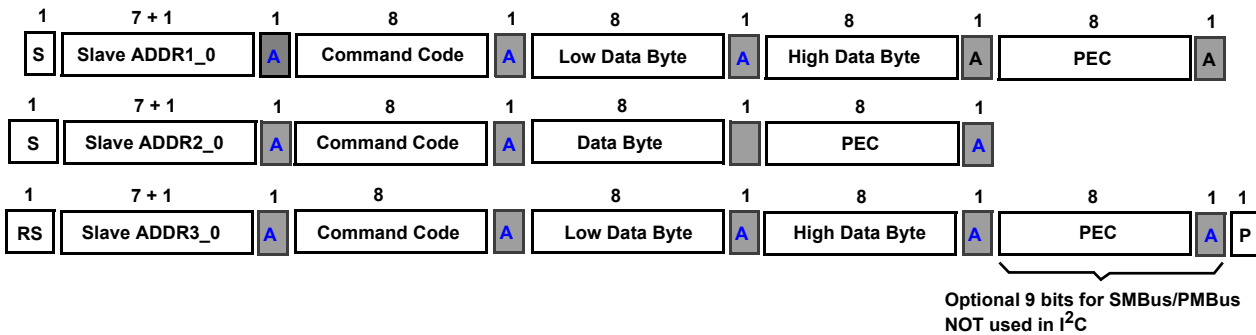 1 7 + 1 1 8 1 8 1 8 1 8 1
S Slave ADDR1_0 A Command Code A Low Data Byte A High Data Byte A PEC A
1 7 + 1 1 8 1 8 1 8 1
S Slave ADDR2_0 A Command Code A Data Byte PEC A
1 7 + 1 1 8 1 8 1 8 1 8 1 1
RS Slave ADDR3_0 A Command Code A Low Data Byte A High Data Byte A PEC A P
Optional 9 bits for SMBus/PMBus
NOT used in I²C